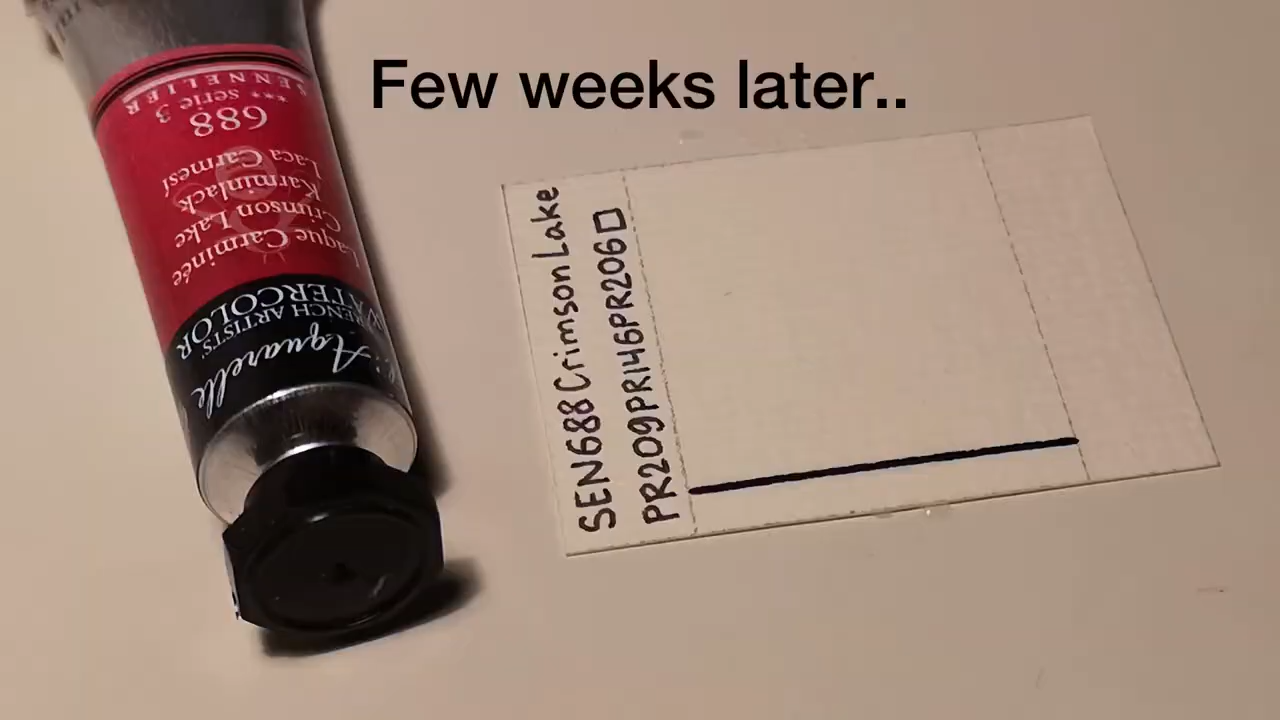 Few weeks later..
SENNELIER
serie 3
688
Laca Carmesí
Karminlack
Crimson Lake
Laque Carminée
WATERCOLOR
FRENCH ARTISTS'
Aquarelle
SEN688 Crimson Lake
PR209PR146PR206